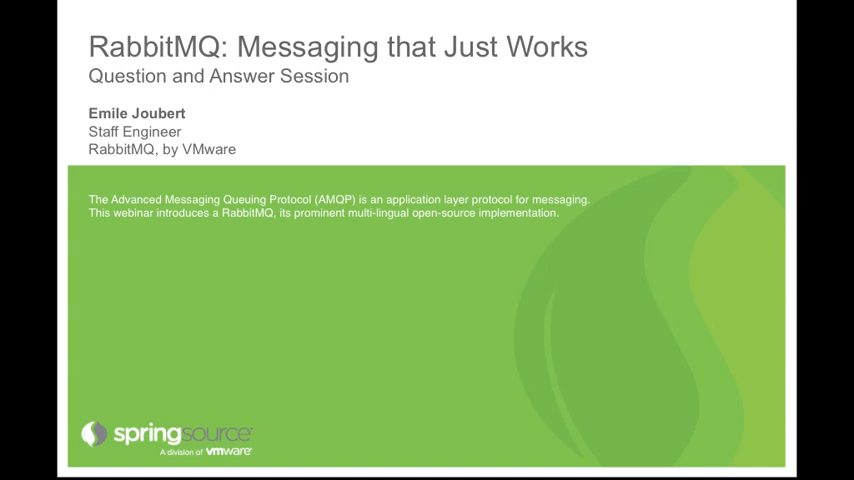 RabbitMQ: Messaging that Just Works
Question and Answer Session
Emile Joubert
Staff Engineer
RabbitMQ, by VMware
The Advanced Messaging Queuing Protocol (AMQP) is an application layer protocol for messaging.
This webinar introduces a RabbitMQ, its prominent multi-lingual open-source implementation.
springsource
A division of vmware